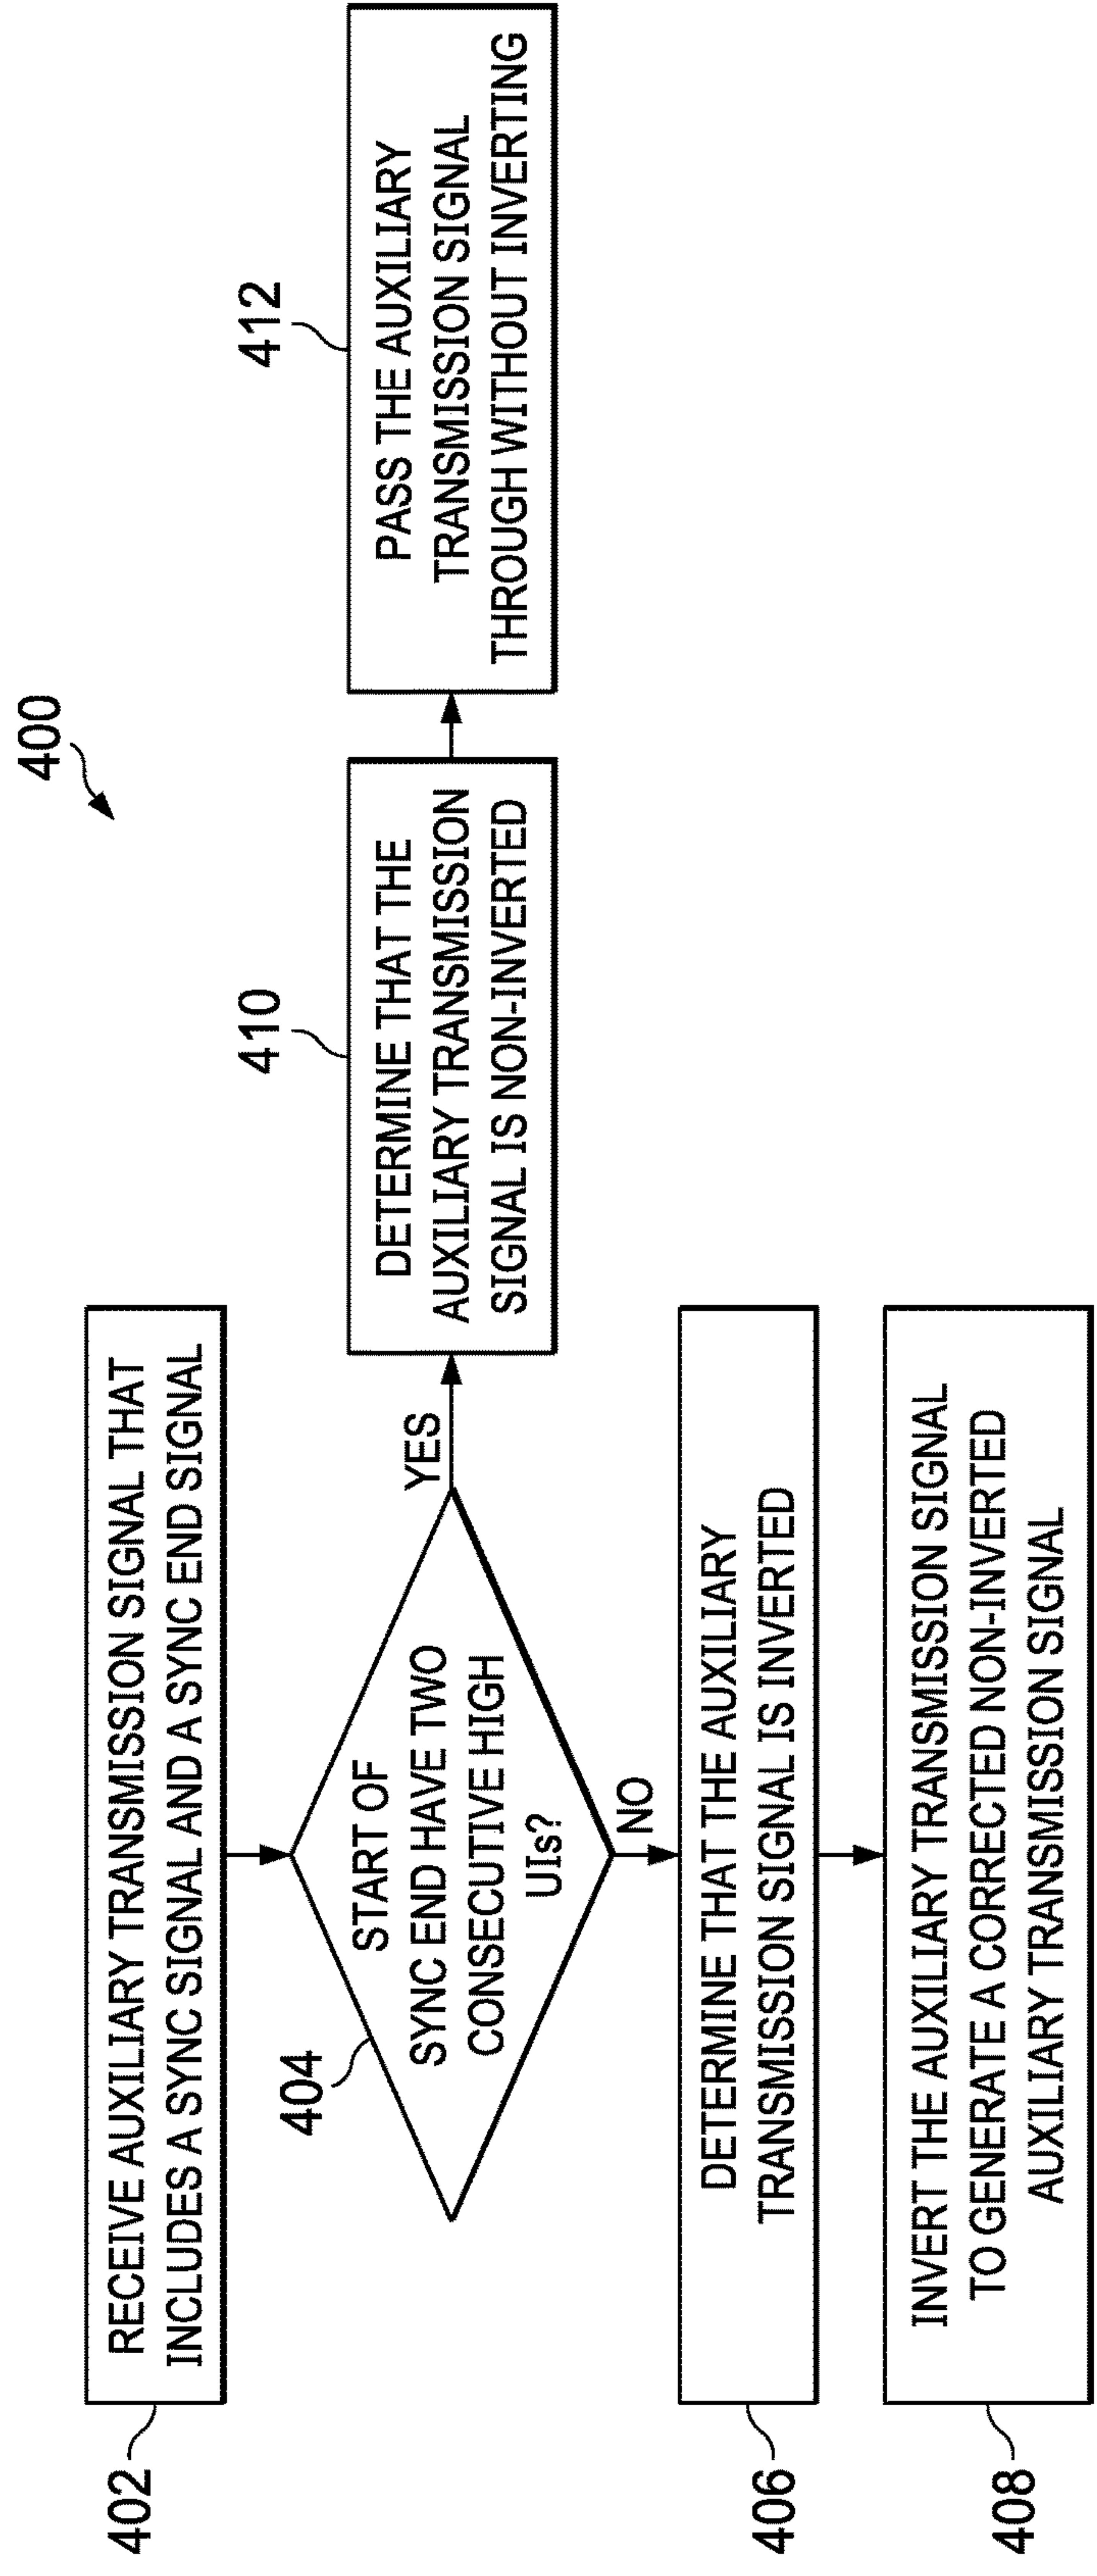 400
402
RECEIVE AUXILIARY TRANSMISSION SIGNAL THAT
INCLUDES A SYNC SIGNAL AND A SYNC END SIGNAL
404
START OF
SYNC END HAVE TWO
CONSECUTIVE HIGH
UIs?
YES
410
DETERMINE THAT THE
AUXILIARY TRANSMISSION
SIGNAL IS NON-INVERTED
412
PASS THE AUXILIARY
TRANSMISSION SIGNAL
THROUGH WITHOUT INVERTING
NO
406
DETERMINE THAT THE AUXILIARY
TRANSMISSION SIGNAL IS INVERTED
408
INVERT THE AUXILIARY TRANSMISSION SIGNAL
TO GENERATE A CORRECTED NON-INVERTED
AUXILIARY TRANSMISSION SIGNAL